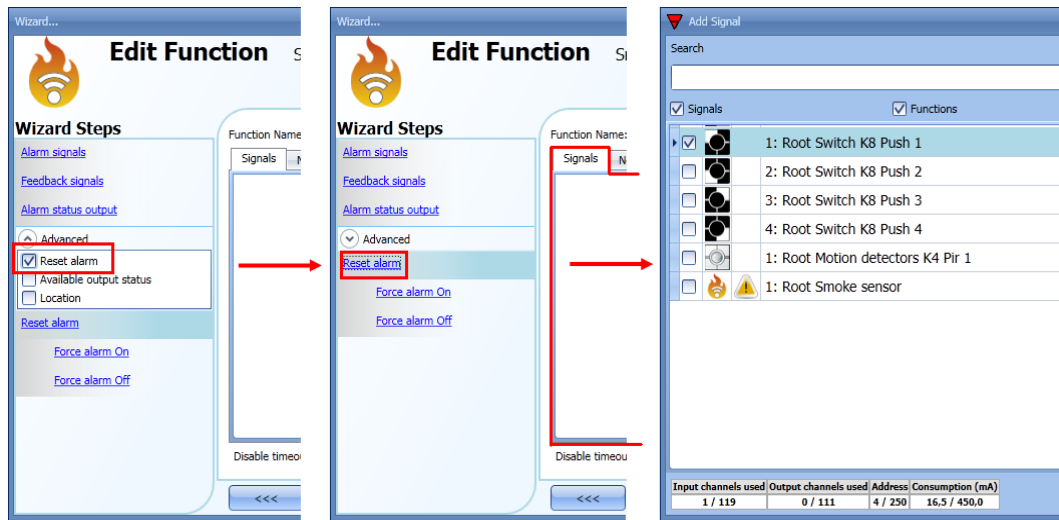 Wizard...
Edit Function
Wizard Steps
Alarm signals
Feedback signals
Alarm status output
Advanced
Reset alarm
Available output status
Location
Reset alarm
Force alarm On
Force alarm Off
Function Name
Signals
Disable timeou
<<<
Wizard...
Edit Function
Wizard Steps
Alarm signals
Feedback signals
Alarm status output
Advanced
Reset alarm
Force alarm On
Force alarm Off
Function Name:
Signals N
Disable timeou
<<<
Add Signal
Search
Signals Functions
1: Root Switch K8 Push 1
2: Root Switch K8 Push 2
3: Root Switch K8 Push 3
4: Root Switch K8 Push 4
1: Root Motion detectors K4 Pir 1
1: Root Smoke sensor
Input channels used Output channels used Address Consumption (mA)
1 / 119 0 / 111 4 / 250 16,5 / 450,0